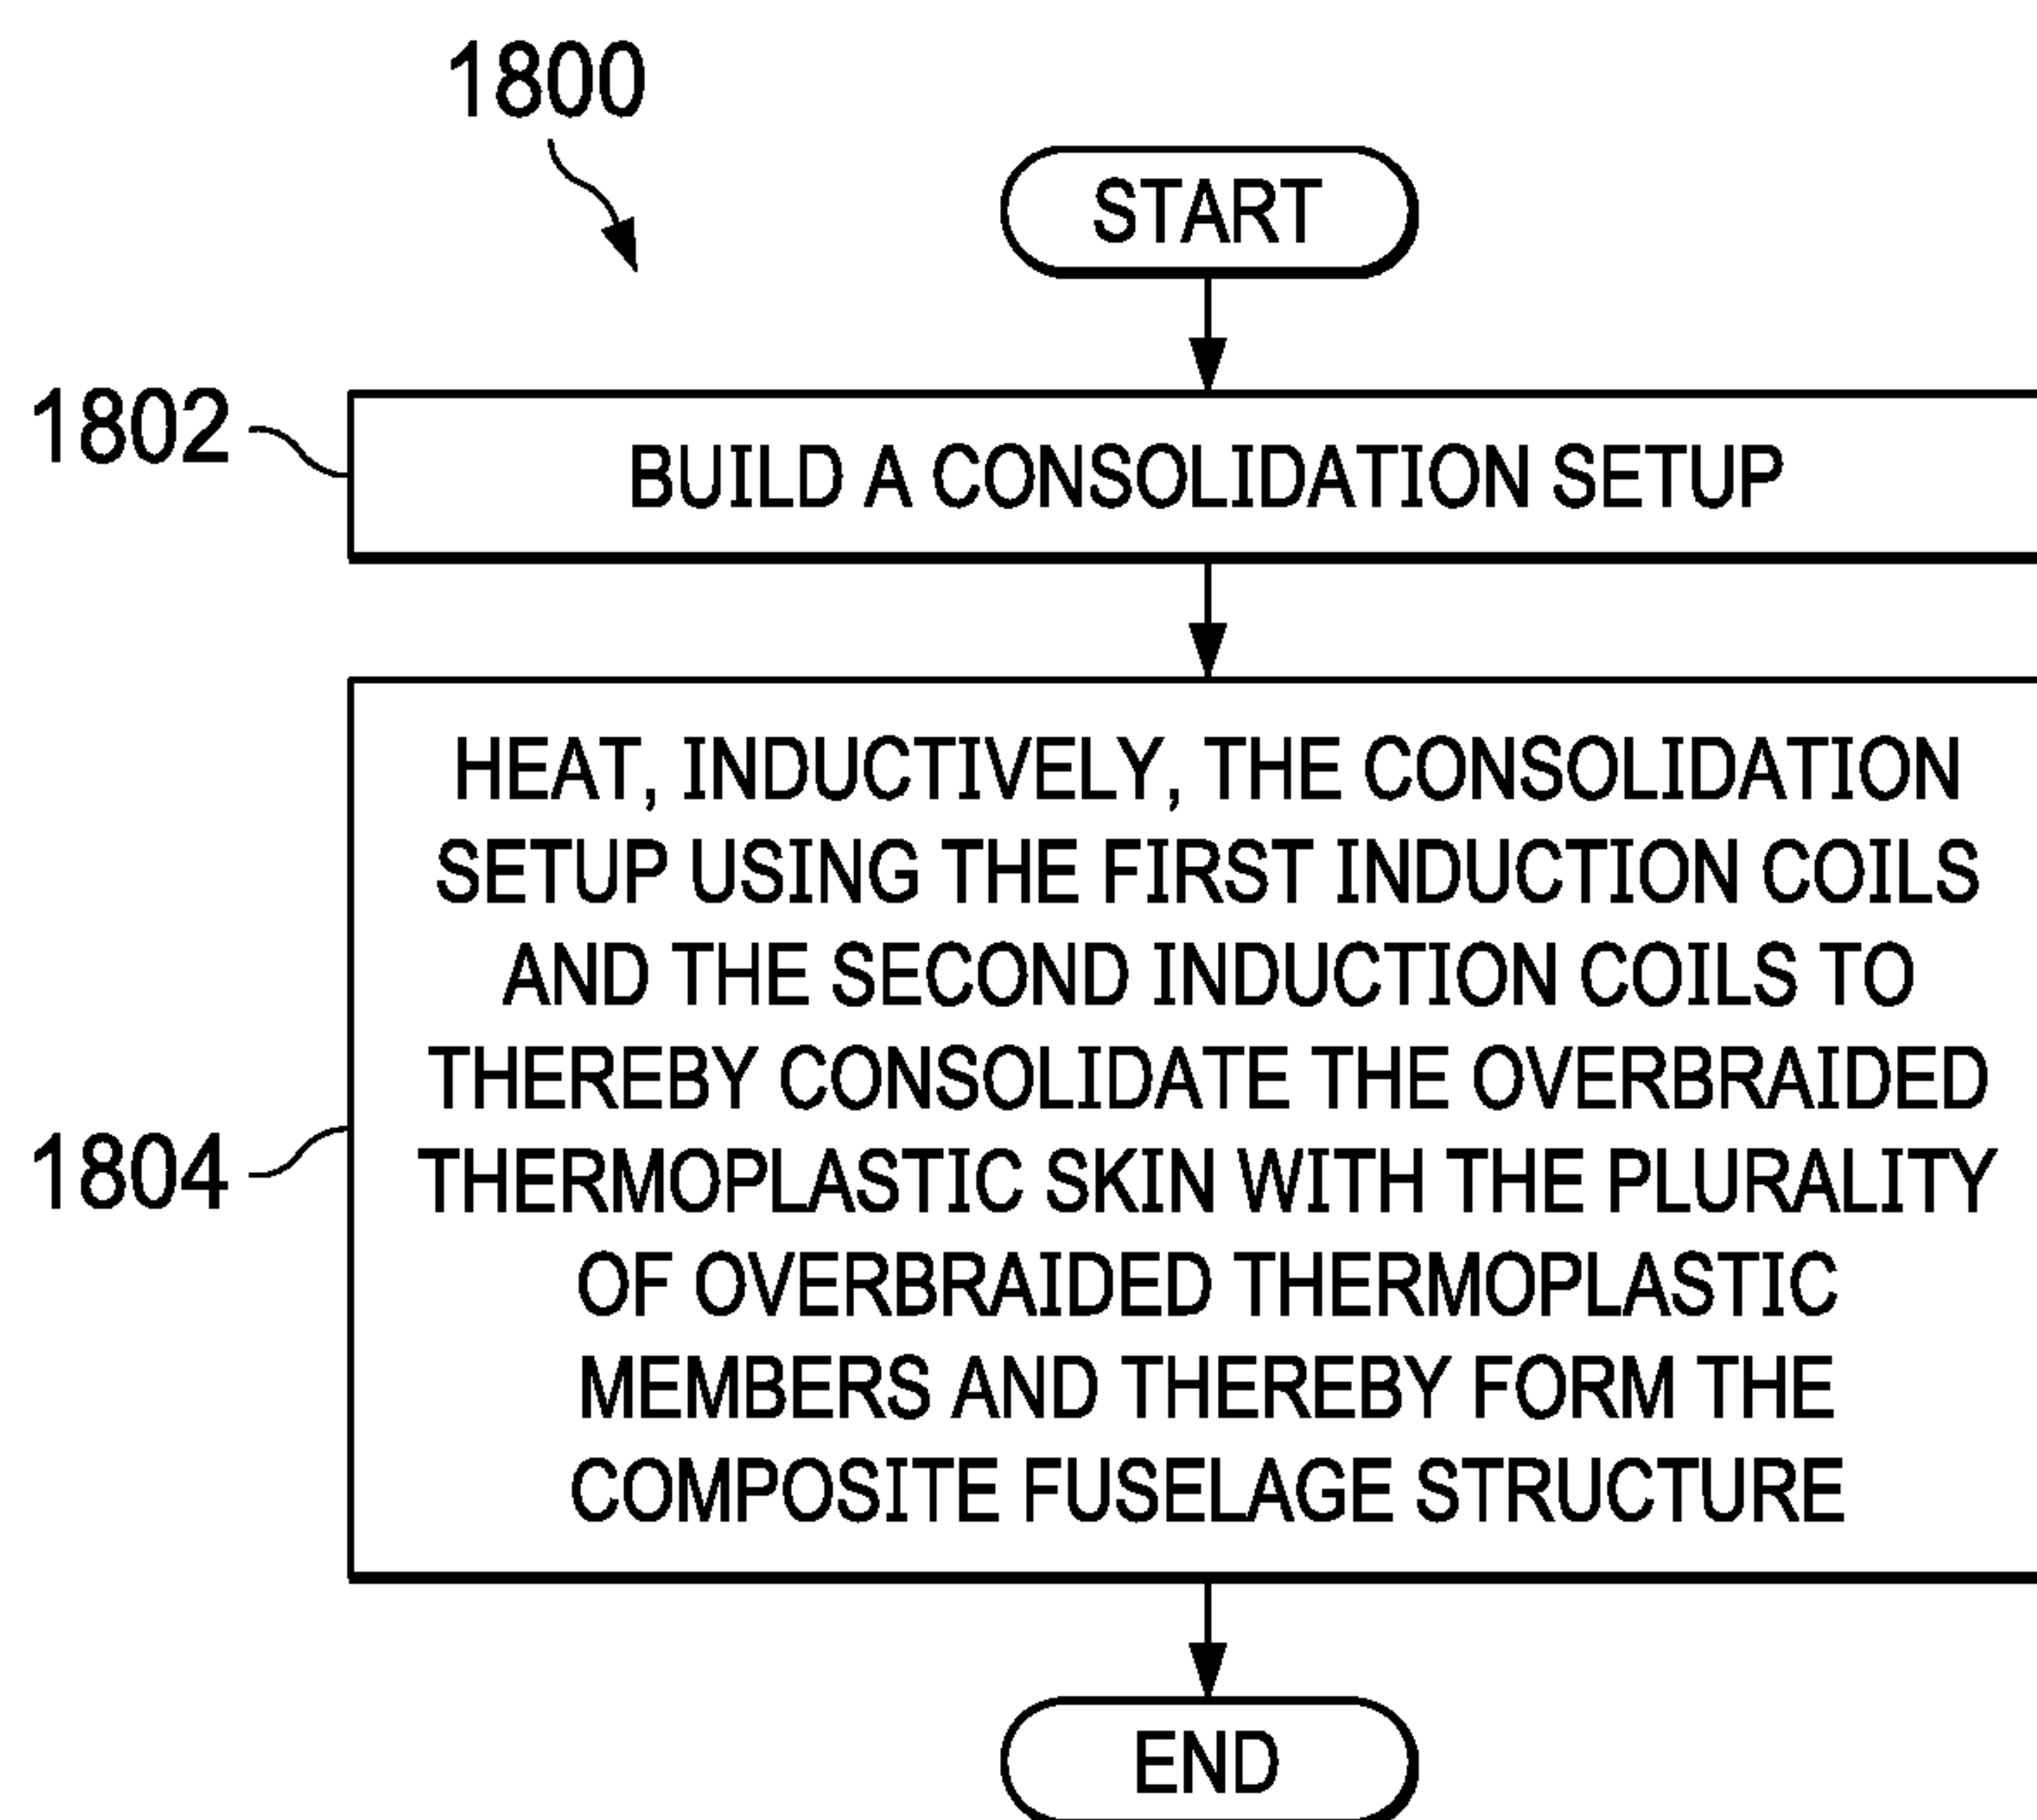 1800
START
1802
BUILD A CONSOLIDATION SETUP
HEAT, INDUCTIVELY, THE CONSOLIDATION
SETUP USING THE FIRST INDUCTION COILS
AND THE SECOND INDUCTION COILS TO
THEREBY CONSOLIDATE THE OVERBRAIDED
1804
THERMOPLASTIC SKIN WITH THE PLURALITY
OF OVERBRAIDED THERMOPLASTIC
MEMBERS AND THEREBY FORM THE
COMPOSITE FUSELAGE STRUCTURE
END